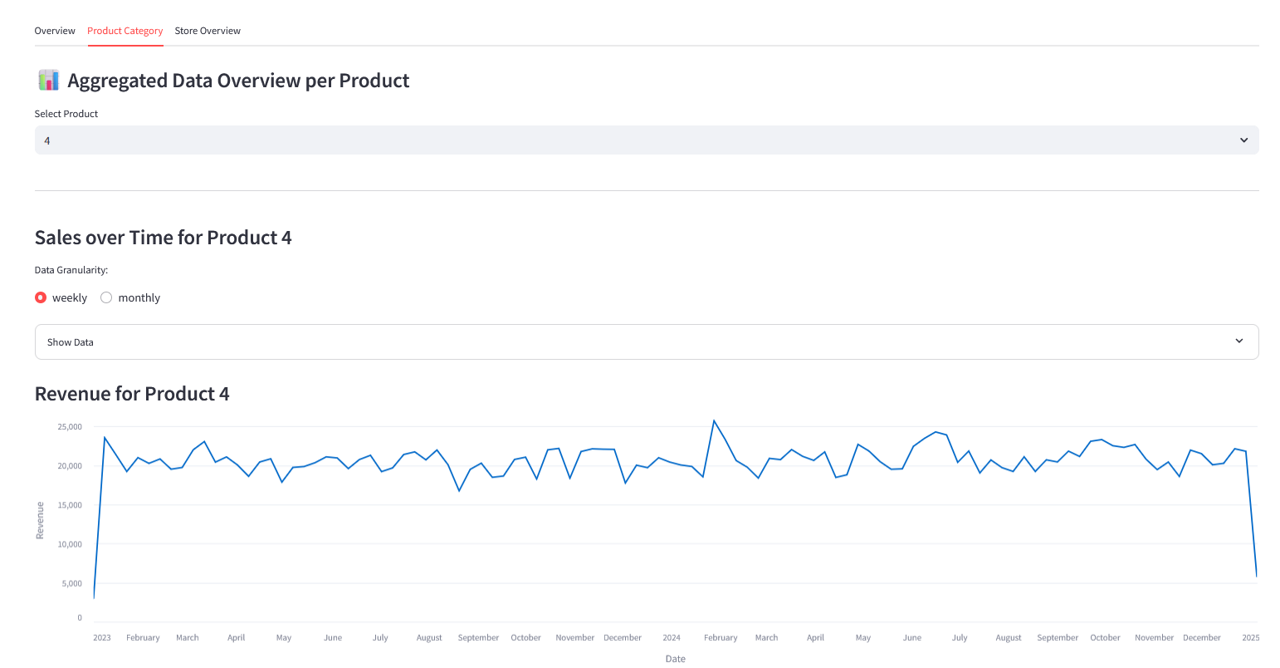 Overview Product Category Store Overview
Aggregated Data Overview per Product
Select Product
4
Sales over Time for Product 4
Data Granularity:
weekly monthly
Show Data
Revenue for Product 4
25,000
20,000
15,000
10,000
5,000
0
Revenue
2023 February March April May June July August September October November December 2024 February March April May June July August September October November December 2025
Date